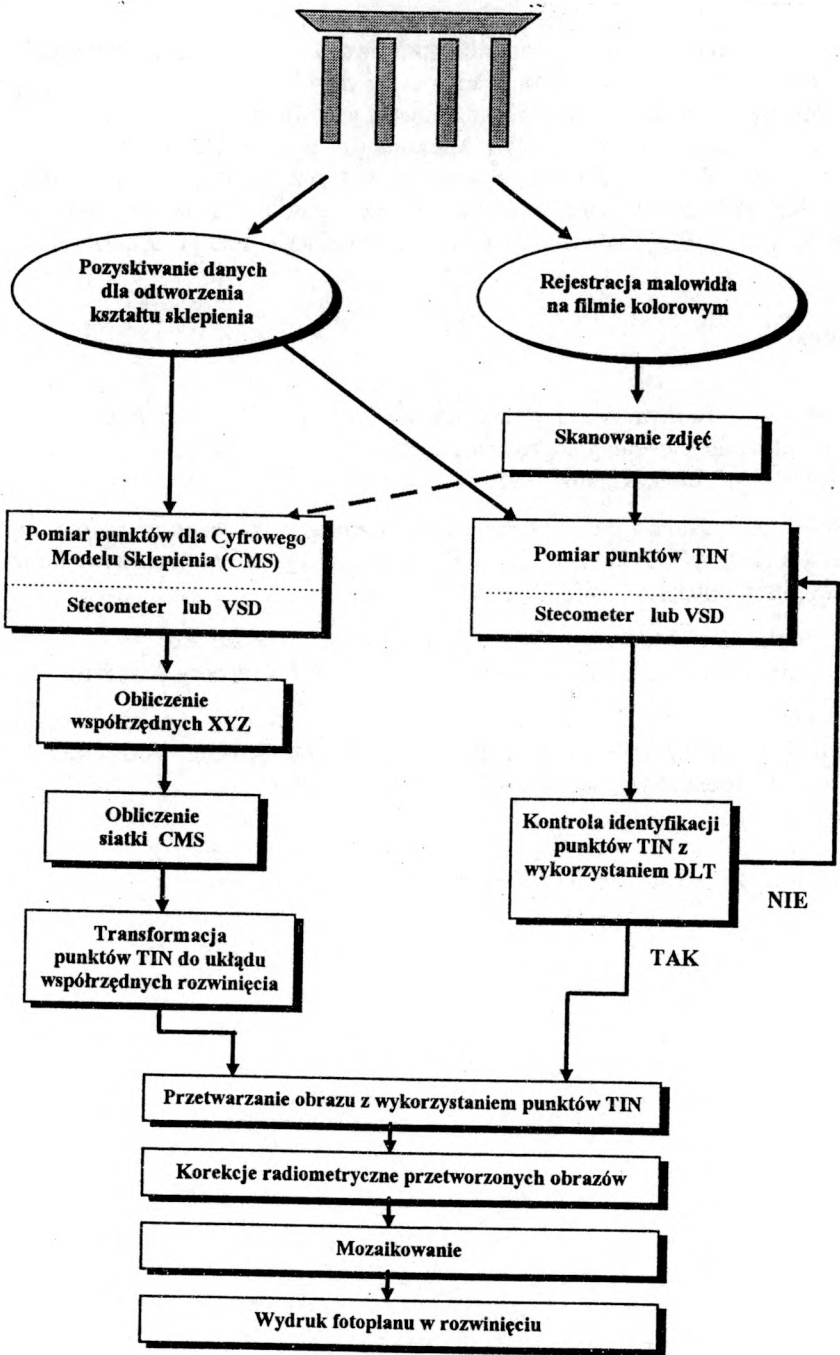 Pozyskiwanie danych
dla odtworzenia
kształtu sklepienia
Rejestracja malowidła
na filmie kolorowym
Skanowanie zdjęć
Pomiar punktów dla Cyfrowego
Modelu Sklepienia (CMS)
Stecometer lub VSD
Pomiar punktów TIN
Stecometer lub VSD
Obliczenie
współrzędnych XYZ
Obliczenie
siatki CMS
Kontrola identyfikacji
punktów TIN z
wykorzystaniem DLT
NIE
TAK
Transformacja
punktów TIN do układu
współrzędnych rozwinięcia
Przetwarzanie obrazu z wykorzystaniem punktów TIN
Korekcje radiometryczne przetworzonych obrazów
Mozaikowanie
Wydruk fotoplanu w rozwinięciu